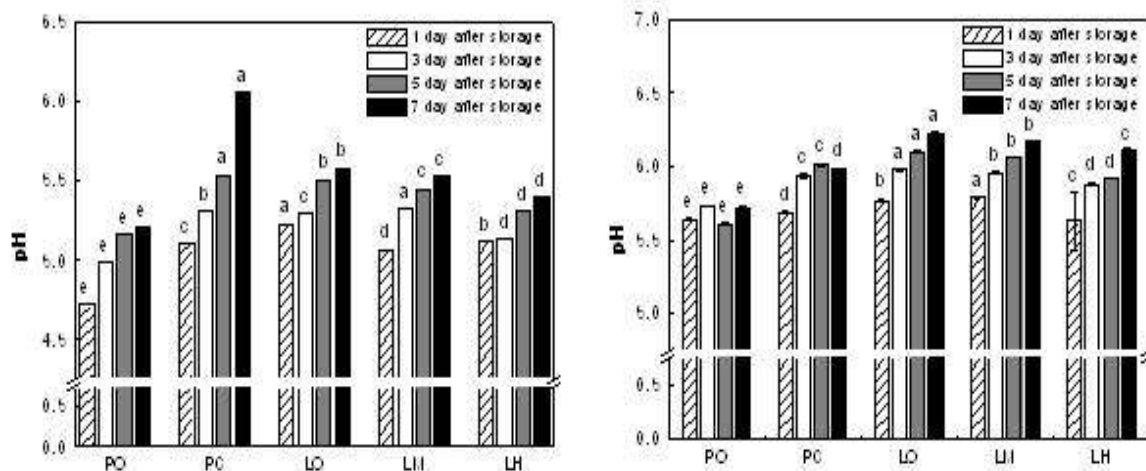 6.5
6.0
5.5
5.0
4.5
0.5
0.0
pH
1 day after storage
3 day after storage
5 day after storage
7 day after storage
e e e e
c b a a
a c b b
d a c c
b d d d
PO PC LO LM LH
7.0
6.5
6.0
5.5
5.0
0.5
0.0
pH
1 day after storage
3 day after storage
5 day after storage
7 day after storage
e e e e
d c c d
b a a a
a b b b
c d d c
PO PC LO LM LH